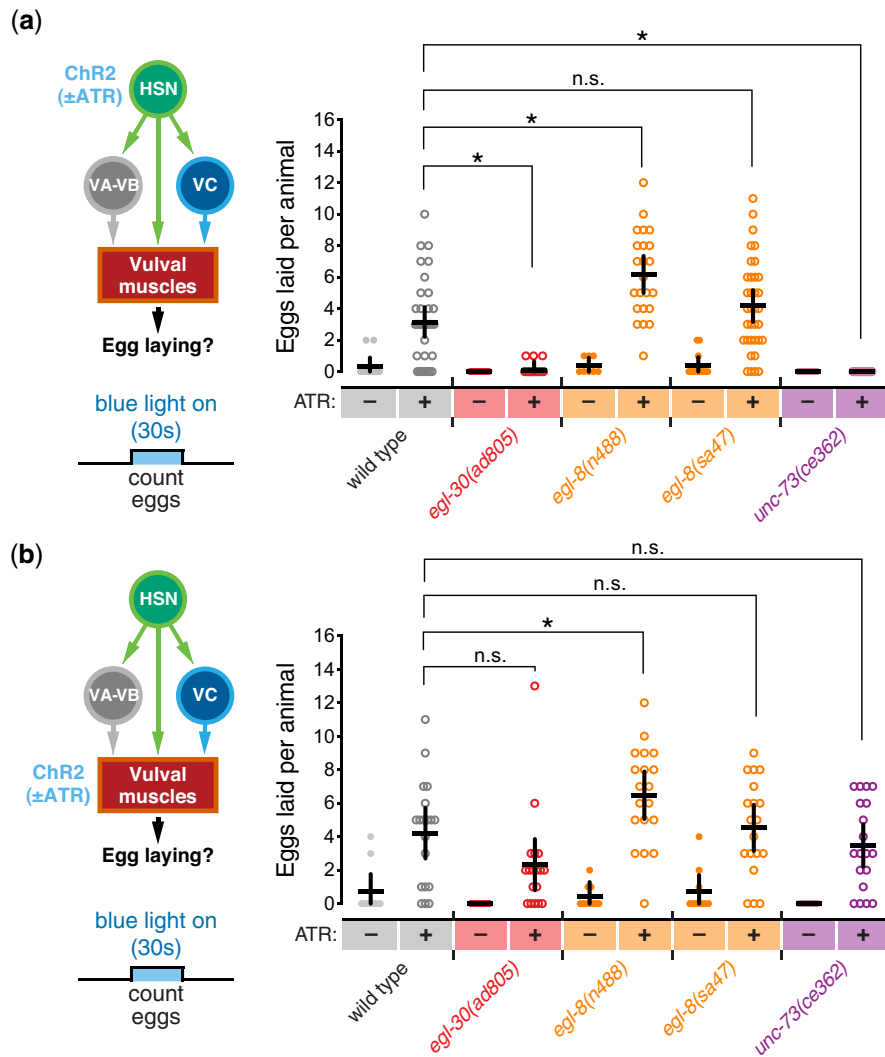 (a)
ChR2
(±ATR)
HSN
VA-VB
VC
Vulval
muscles
Egg laying?
blue light on
(30s)
count
eggs
*
n.s.
*
*
Eggs laid per animal
16
14
12
10
8
6
4
2
0
ATR: − + − + − + − + − +
wild type
egl-30(ad805)
egl-8(n488)
egl-8(sa47)
unc-73(ce362)
(b)
HSN
VA-VB
VC
ChR2
(±ATR)
Vulval
muscles
Egg laying?
blue light on
(30s)
count
eggs
n.s.
n.s.
*
n.s.
Eggs laid per animal
16
14
12
10
8
6
4
2
0
ATR: − + − + − + − + − +
wild type
egl-30(ad805)
egl-8(n488)
egl-8(sa47)
unc-73(ce362)